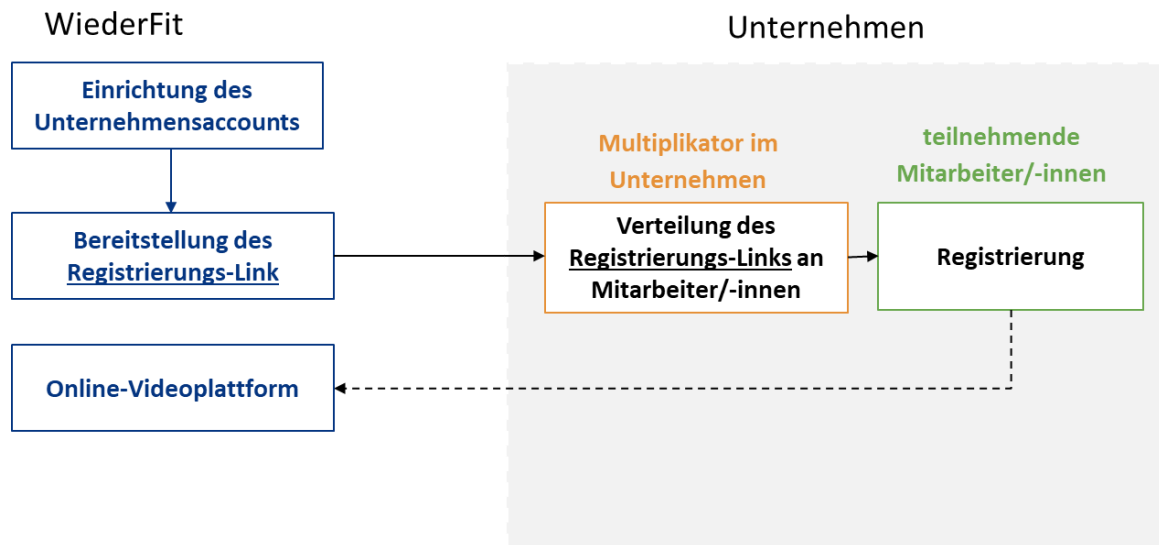 WiederFit
Unternehmen
Einrichtung des
Unternehmensaccounts
Multiplikator im
Unternehmen
teilnehmende
Mitarbeiter/-innen
Bereitstellung des
Registrierungs-Link
Verteilung des
Registrierungs-Links an
Mitarbeiter/-innen
Registrierung
Online-Videoplattform